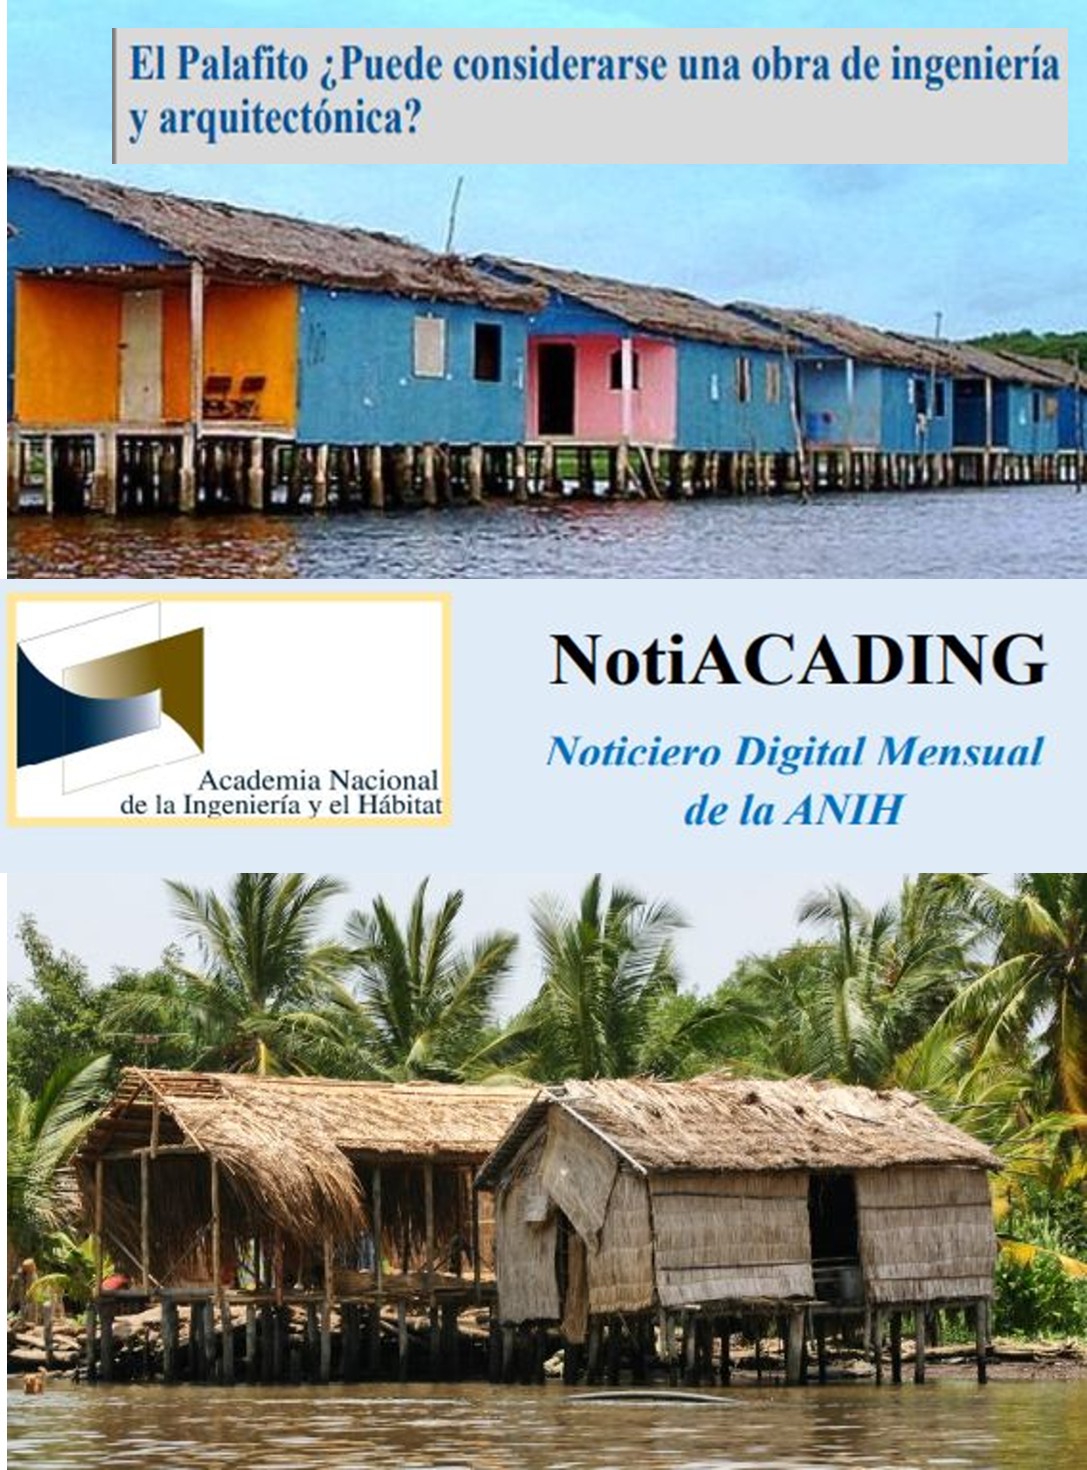 El Palafito ¿Puede considerarse una obra de ingeniería
y arquitectónica?
Academia Nacional
de la Ingeniería y el Hábitat
NotiACADING
Noticiero Digital Mensual
de la ANIH